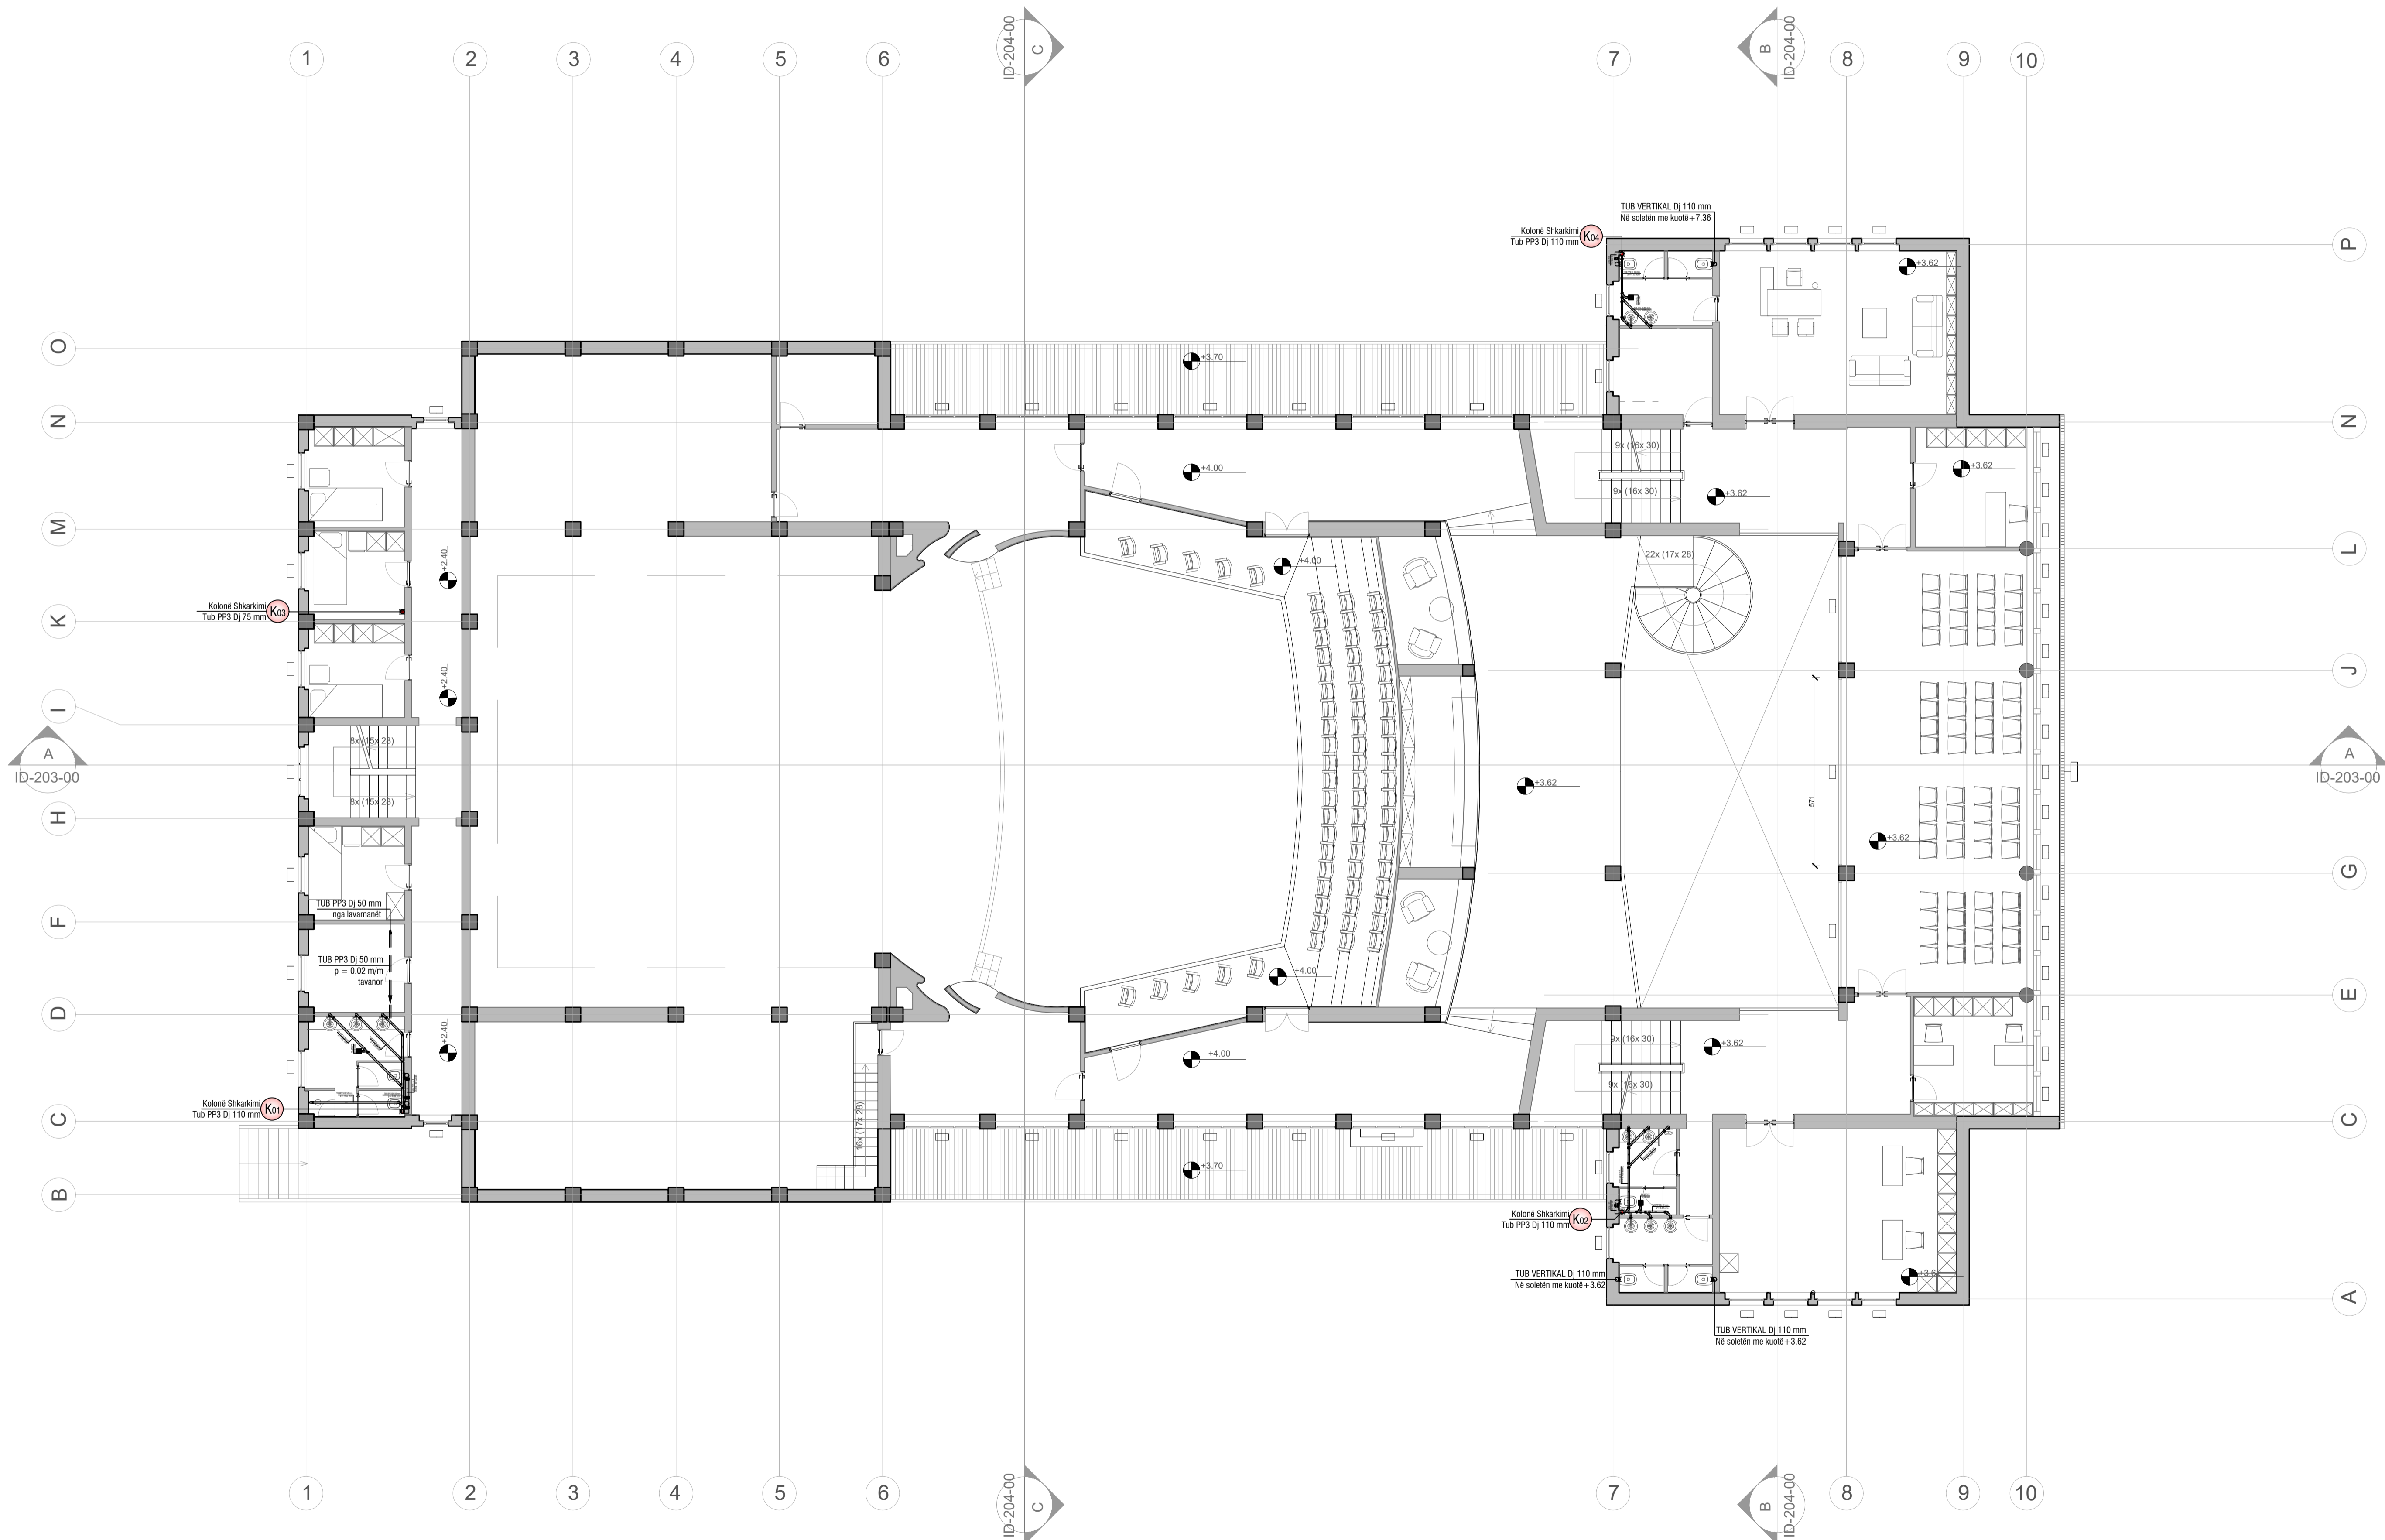 ID-204-00
C
B
ID-204-00
1
2
3
4
5
6
7
8
9
10
TUB VERTIKAL Dj 110 mm
Në soletën me kuotë+7.36
Kolonë Shkarkimi
Tub PP3 Dj 110 mm
K04
P
+3.62
O
+3.70
N
N
9x (16x 30)
+4.00
+3.62
9x (16x 30)
+3.62
M
L
22x (17x 28)
+2.40
+4.00
Kolonë Shkarkimi
Tub PP3 Dj 75 mm
K03
K
J
+2.40
I
A
ID-203-00
8x (15x 28)
8x (15x 28)
A
ID-203-00
+3.62
571
H
+3.62
G
TUB PP3 Dj 50 mm
nga lavamanët
F
TUB PP3 Dj 50 mm
p = 0.02 m/m
tavanor
+4.00
E
D
+2.40
9x (16x 30)
+3.62
+4.00
9x (16x 30)
Kolonë Shkarkimi
Tub PP3 Dj 110 mm
K01
C
C
16x (17x 28)
+3.70
B
Kolonë Shkarkimi
Tub PP3 Dj 110 mm
K02
TUB VERTIKAL Dj 110 mm
Në soletën me kuotë+3.62
+3.62
A
TUB VERTIKAL Dj 110 mm
Në soletën me kuotë+3.62
1
2
3
4
5
6
7
8
9
10
ID-204-00
C
B
ID-204-00